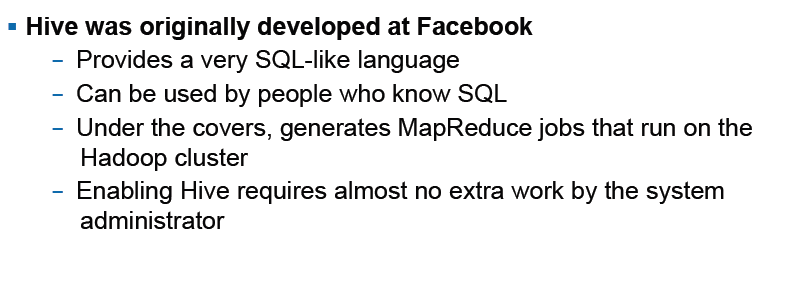 ▪ Hive was originally developed at Facebook
– Provides a very SQL-like language
– Can be used by people who know SQL
– Under the covers, generates MapReduce jobs that run on the
Hadoop cluster
– Enabling Hive requires almost no extra work by the system
administrator